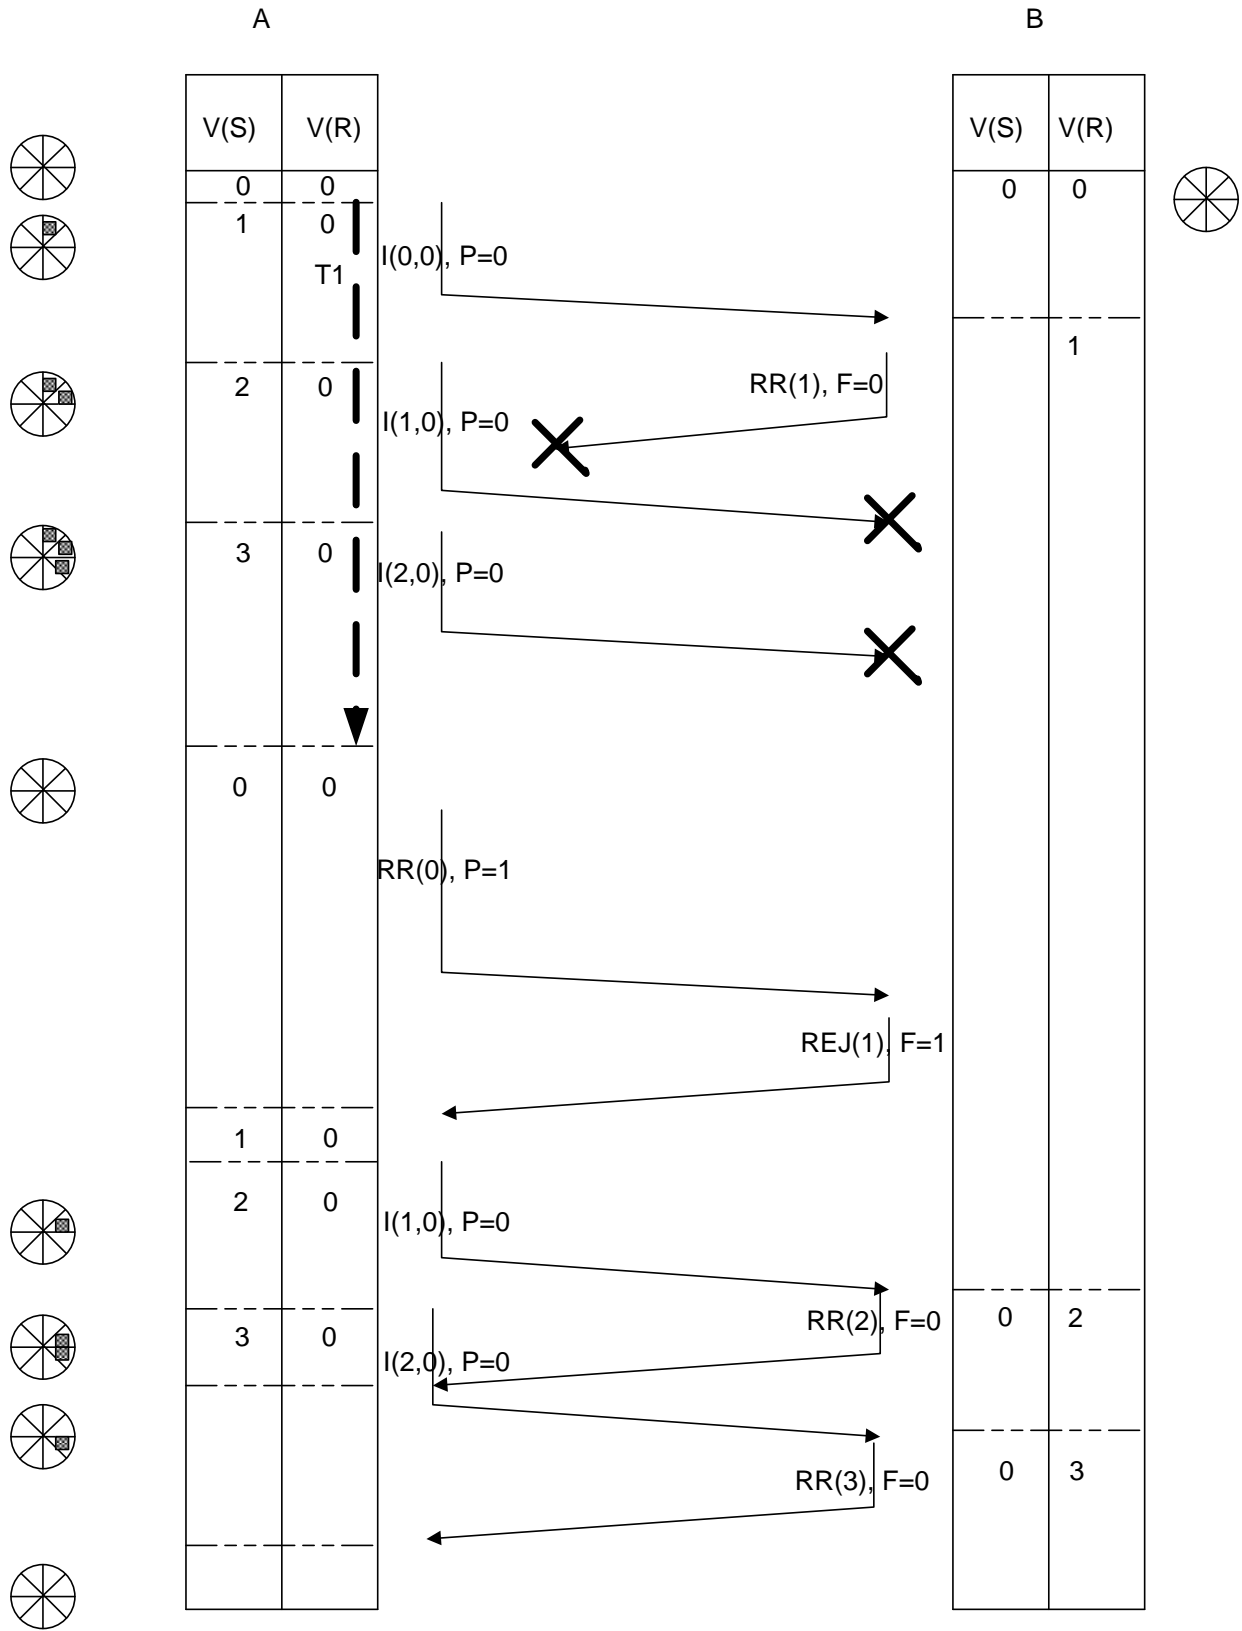 A B
V(S) V(R) V(S) V(R)
0 0 0 0
1 0
I(0,0), P=0
T1
1
2 0 RR(1), F=0
I(1,0), P=0
3 0
I(2,0), P=0
0 0
RR(0), P=1
REJ(1), F=1
1 0
2 0
I(1,0), P=0
RR(2), F=0 0 2
3 0
I(2,0), P=0
0 3
RR(3), F=0